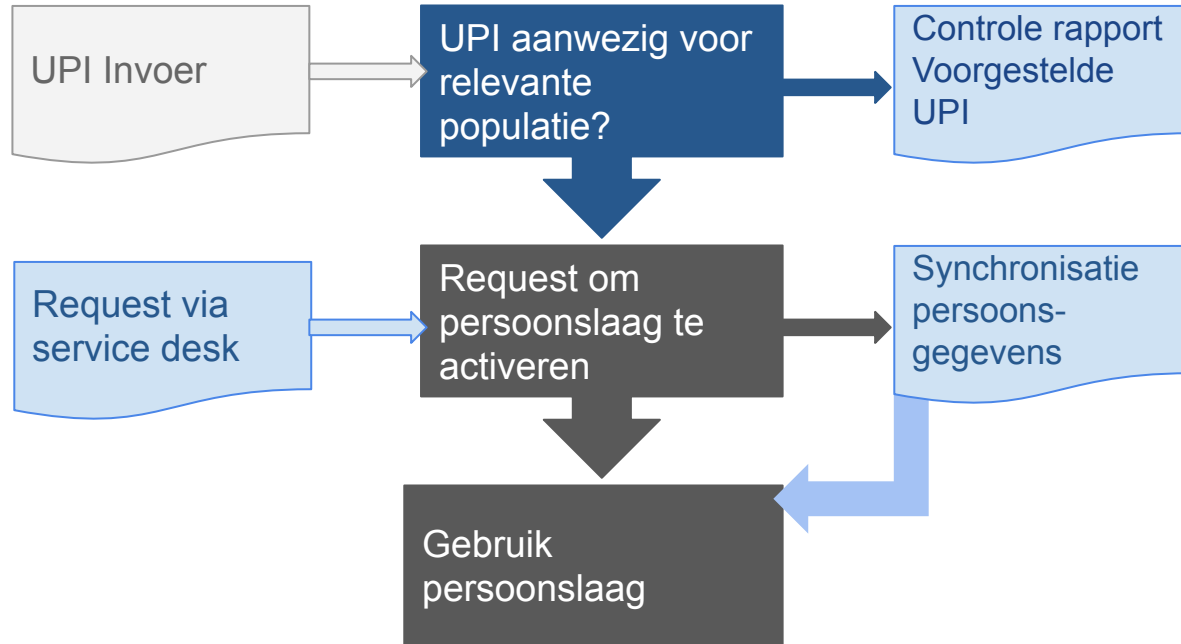 UPI Invoer
UPI aanwezig voor
relevante
populatie?
Controle rapport
Voorgestelde
UPI
Request via
service desk
Request om
persoonslaag te
activeren
Synchronisatie
persoons-
gegevens
Gebruik
persoonslaag